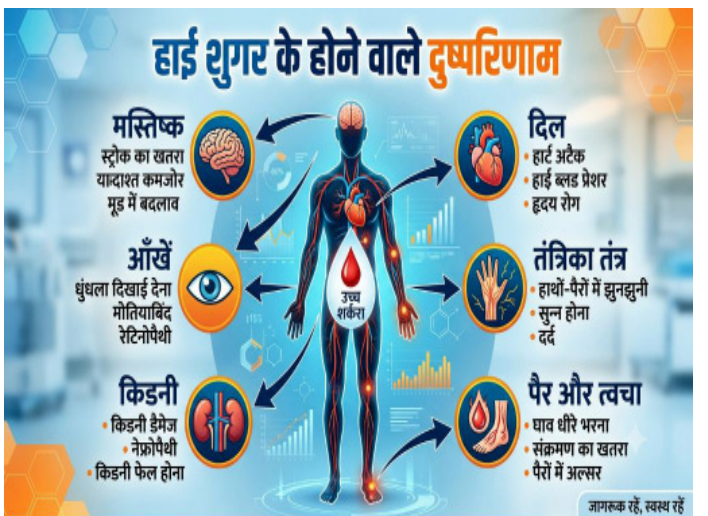 हाई शुगर के होने वाले दुष्परिणाम
मस्तिष्क
स्ट्रोक का खतरा
याद्दाश्त कमजोर
मूड में बदलाव
दिल
• हार्ट अटैक
• हाई ब्लड प्रेशर
• हृदय रोग
आँखें
धुंधला दिखाई देना
मोतियाबिंद
रेटिनोपैथी
उच्च
शर्करा
तंत्रिका तंत्र
• हाथों-पैरों में झुनझुनी
• सुन्न होना
• दर्द
किडनी
• किडनी डैमेज
• नेफ्रोपैथी
• किडनी फेल होना
पैर और त्वचा
• घाव धीरे भरना
• संक्रमण का खतरा
• पैरों में अल्सर
जागरूक रहें, स्वस्थ रहें